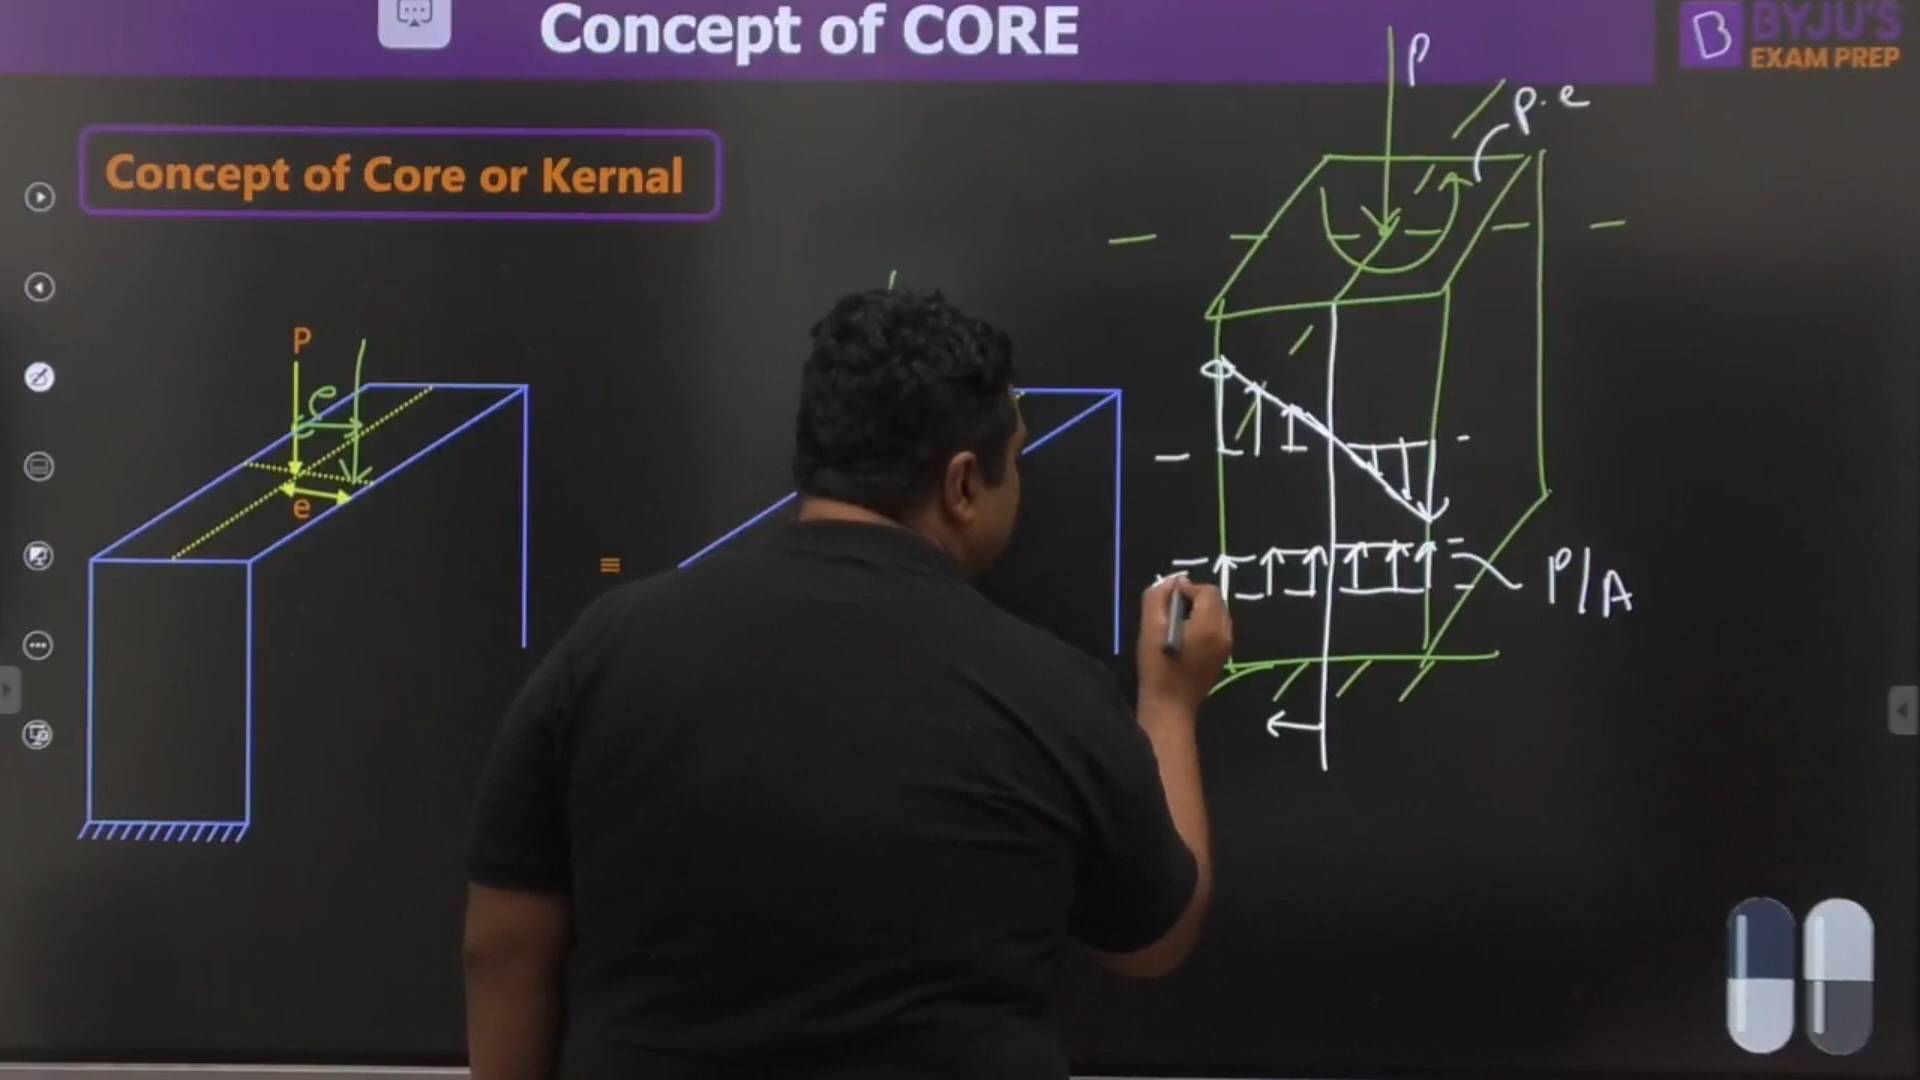 Concept of CORE
BYJU'S
EXAM PREP
Concept of Core or Kernal
P
P.e
P
e
e
=
P/A